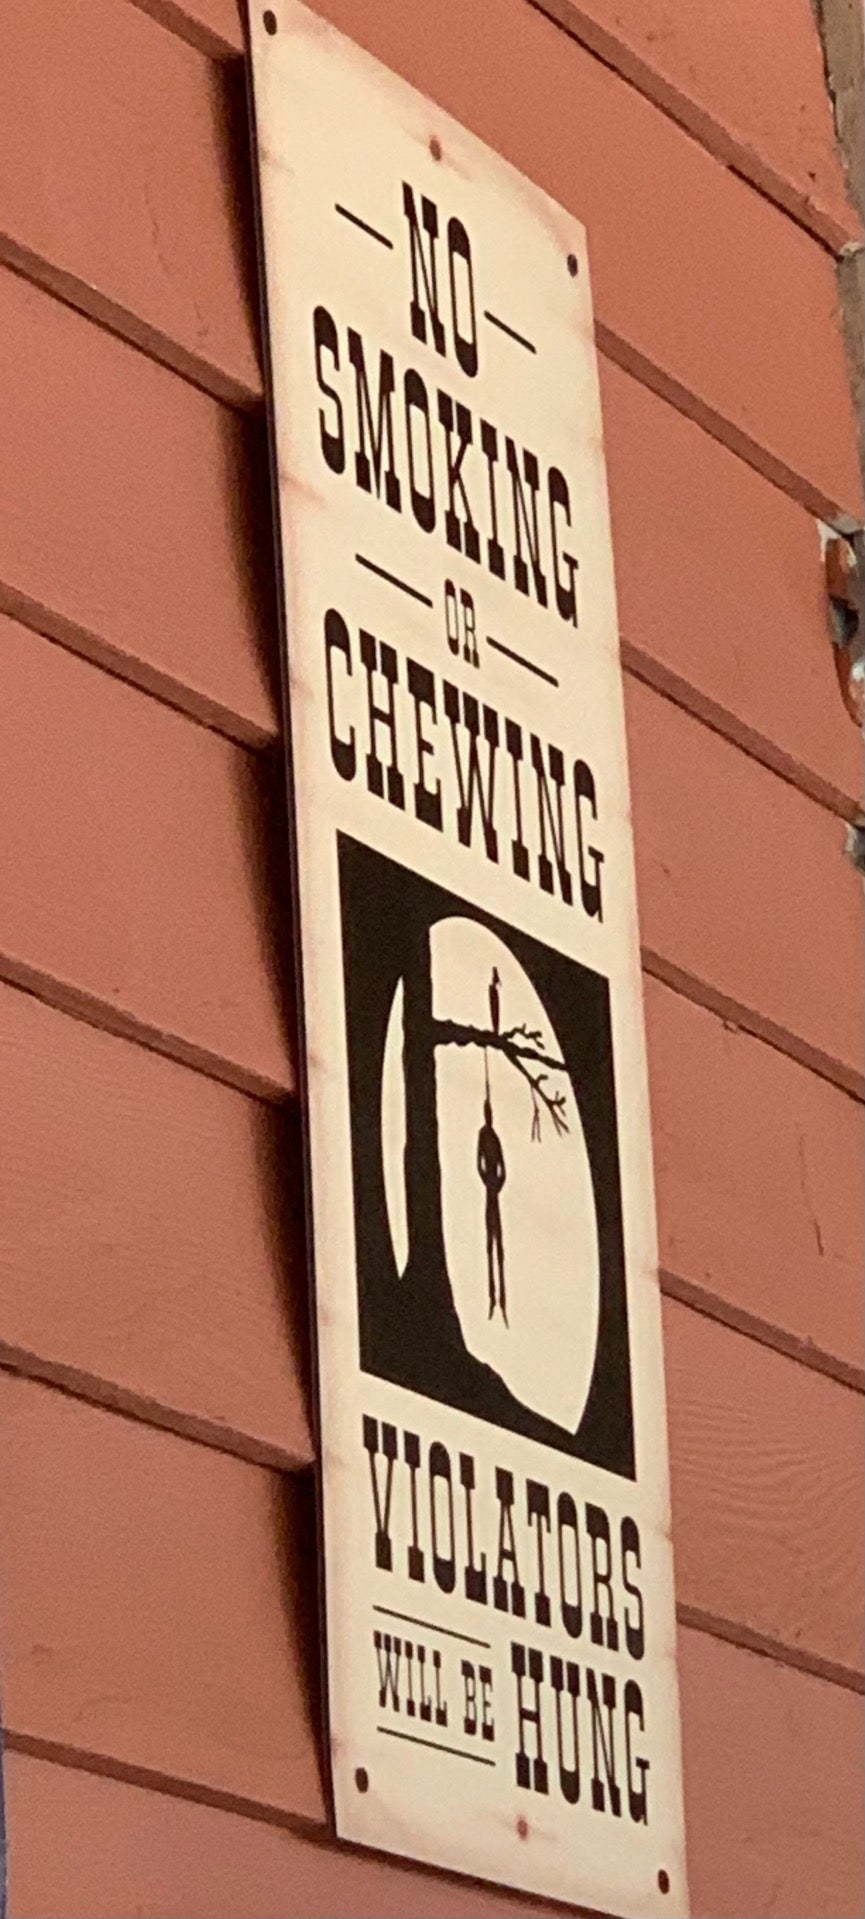 NO
SMOKING
OR
CHEWING
VIOLATORS
WILL BE HUNG